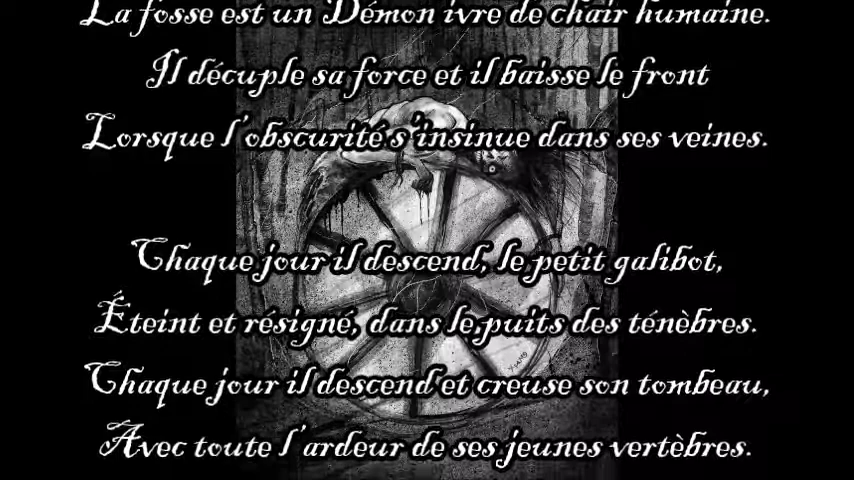 La fosse est un Démon ivre de chair humaine.
Il décuple sa force et il baisse le front
Lorsque l'obscurité s'insinue dans ses veines.
Chaque jour il descend, le petit galibot,
Éteint et résigné, dans le puits des ténèbres.
Chaque jour il descend et creuse son tombeau,
Avec toute l'ardeur de ses jeunes vertèbres.